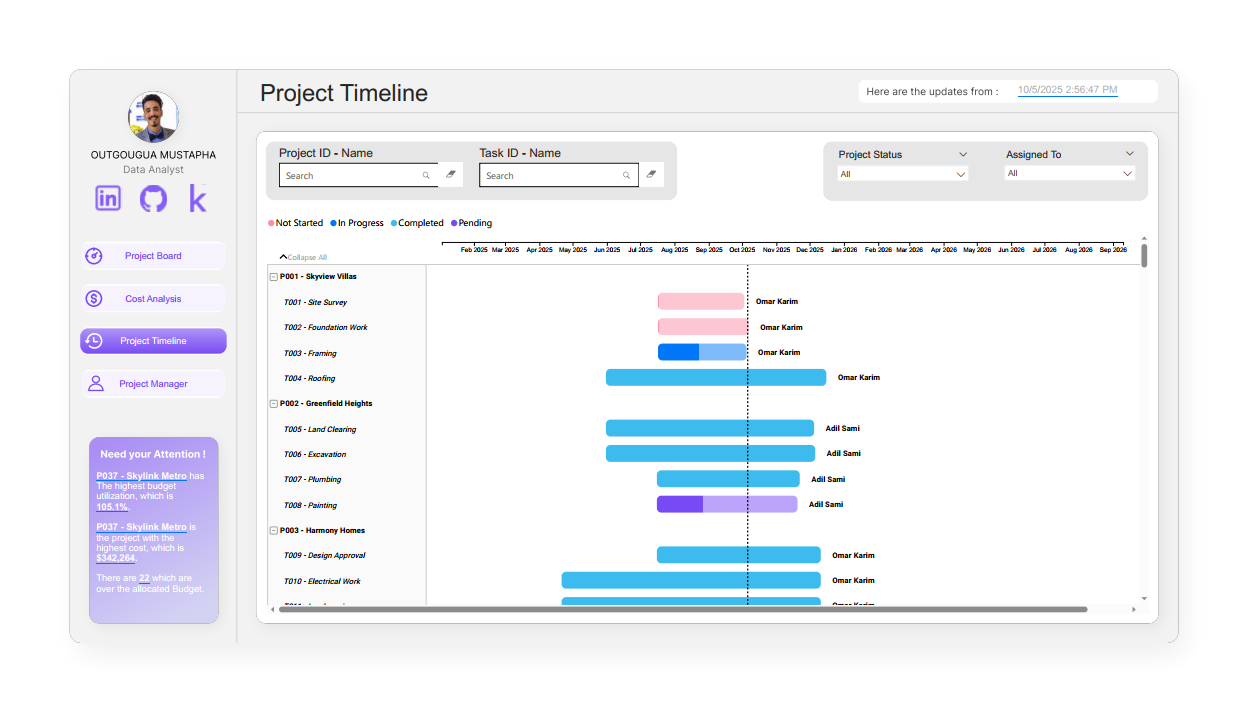 Project Timeline
Here are the updates from :
10/5/2025 2:56:47 PM
OUTGOUGUA MUSTAPHA
Data Analyst
in
k
Project Board
Cost Analysis
Project Timeline
Project Manager
Need your Attention !
P037 - Skylink Metro has
The highest budget
utilization, which is
105.1%.
P037 - Skylink Metro is
the project with the
highest cost, which is
$342,264.
There are 22 which are
over the allocated Budget.
Project ID - Name
Search
Task ID - Name
Search
Project Status
All
Assigned To
All
Not Started In Progress Completed Pending
Feb 2025 Mar 2025 Apr 2025 May 2025 Jun 2025 Jul 2025 Aug 2025 Sep 2025 Oct 2025 Nov 2025 Dec 2025 Jan 2026 Feb 2026 Mar 2026 Apr 2026 May 2026 Jun 2026 Jul 2026 Aug 2026 Sep 2026
Collapse All
P001 - Skyview Villas
T001 - Site Survey Omar Karim
T002 - Foundation Work Omar Karim
T003 - Framing Omar Karim
T004 - Roofing Omar Karim
P002 - Greenfield Heights
T005 - Land Clearing Adil Sami
T006 - Excavation Adil Sami
T007 - Plumbing Adil Sami
T008 - Painting Adil Sami
P003 - Harmony Homes
T009 - Design Approval Omar Karim
T010 - Electrical Work Omar Karim
Omar Karim